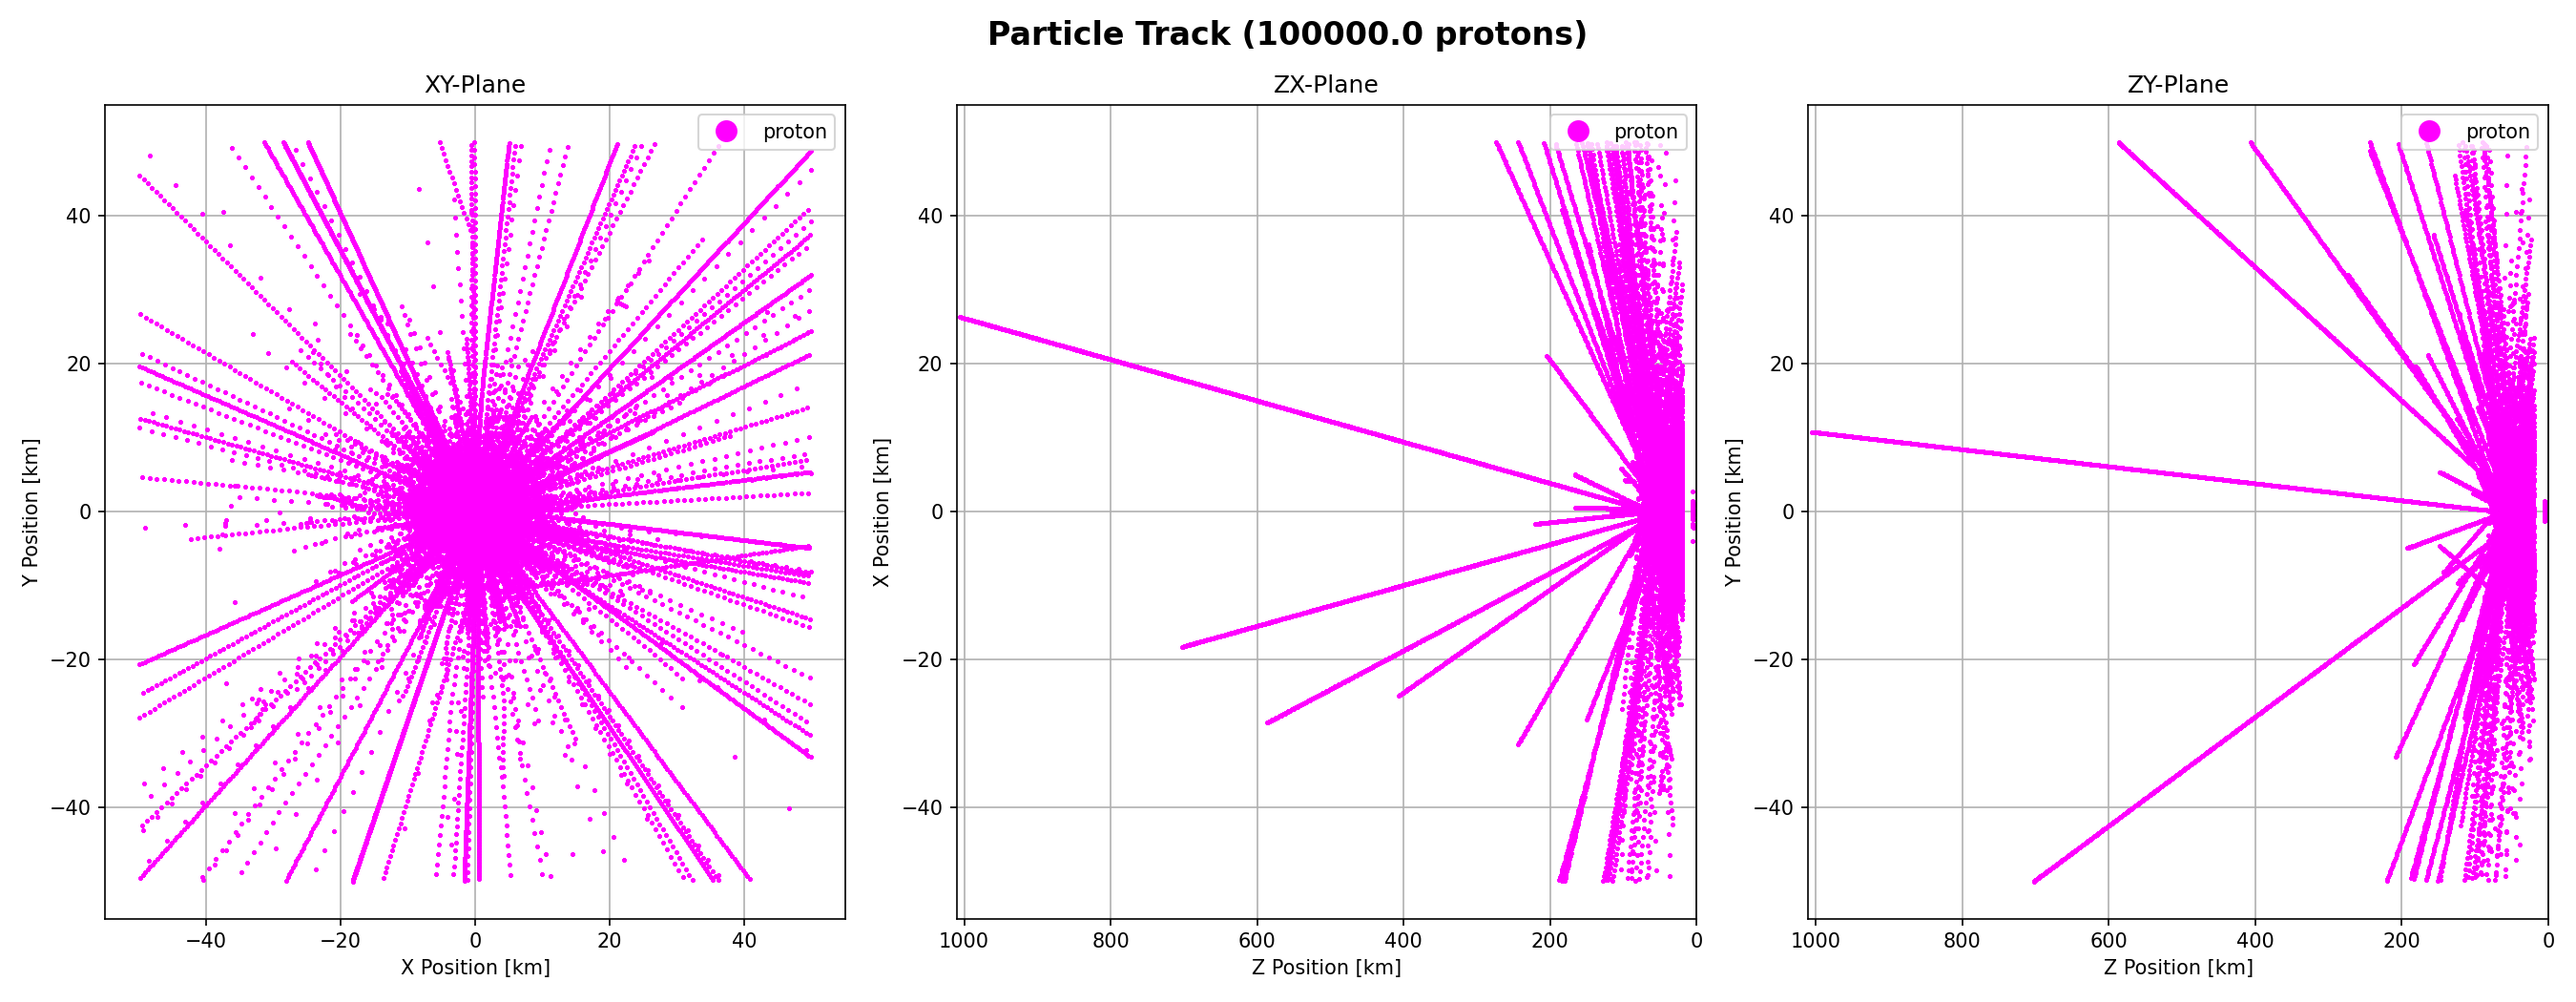 Particle Track (100000.0 protons)
XY-Plane
proton
40
20
0
−20
−40
Y Position [km]
−40 −20 0 20 40
X Position [km]
ZX-Plane
proton
40
20
0
−20
−40
X Position [km]
1000 800 600 400 200 0
Z Position [km]
ZY-Plane
proton
40
20
0
−20
−40
Y Position [km]
1000 800 600 400 200 0
Z Position [km]